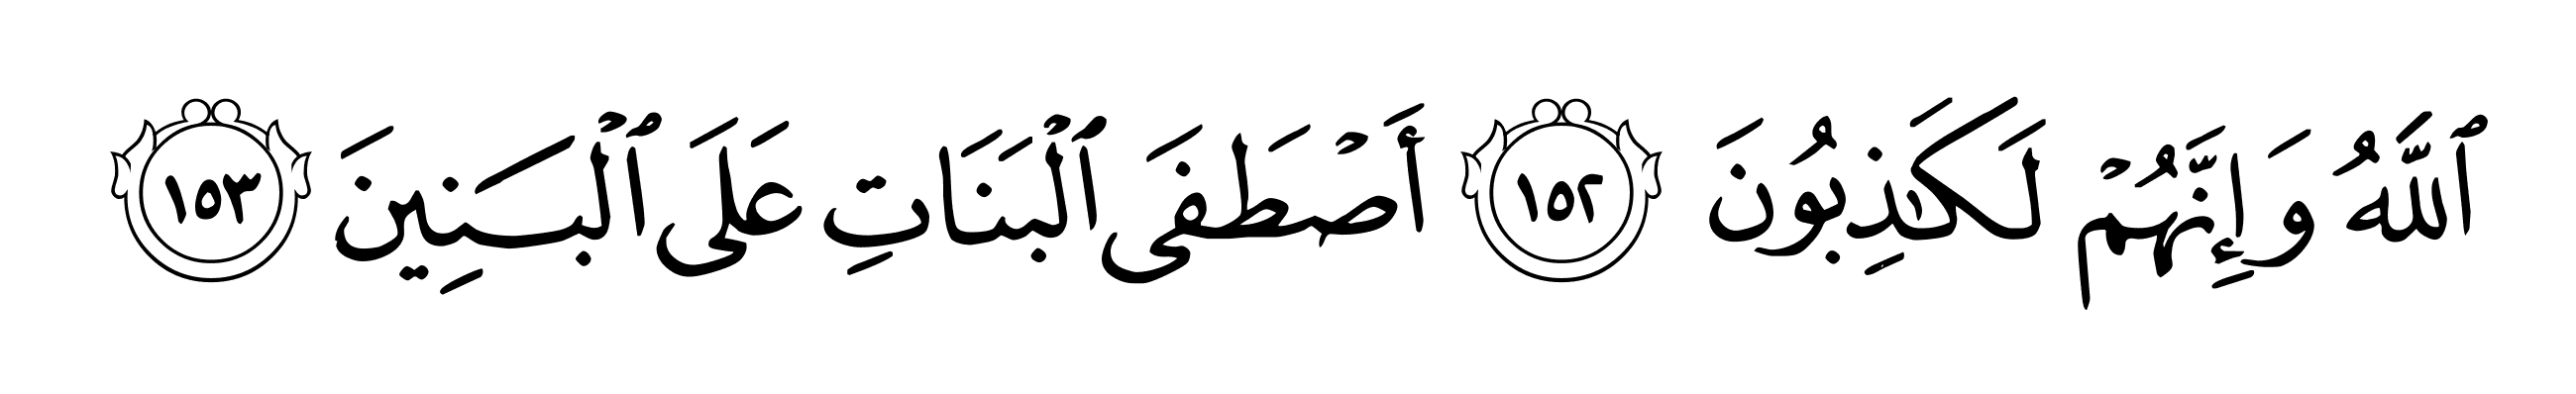 ٱللَّهُ وَإِنَّهُمۡ لَكَٰذِبُونَ ١٥٢ أَصۡطَفَى ٱلۡبَنَاتِ عَلَى ٱلۡبَنِينَ ١٥٣